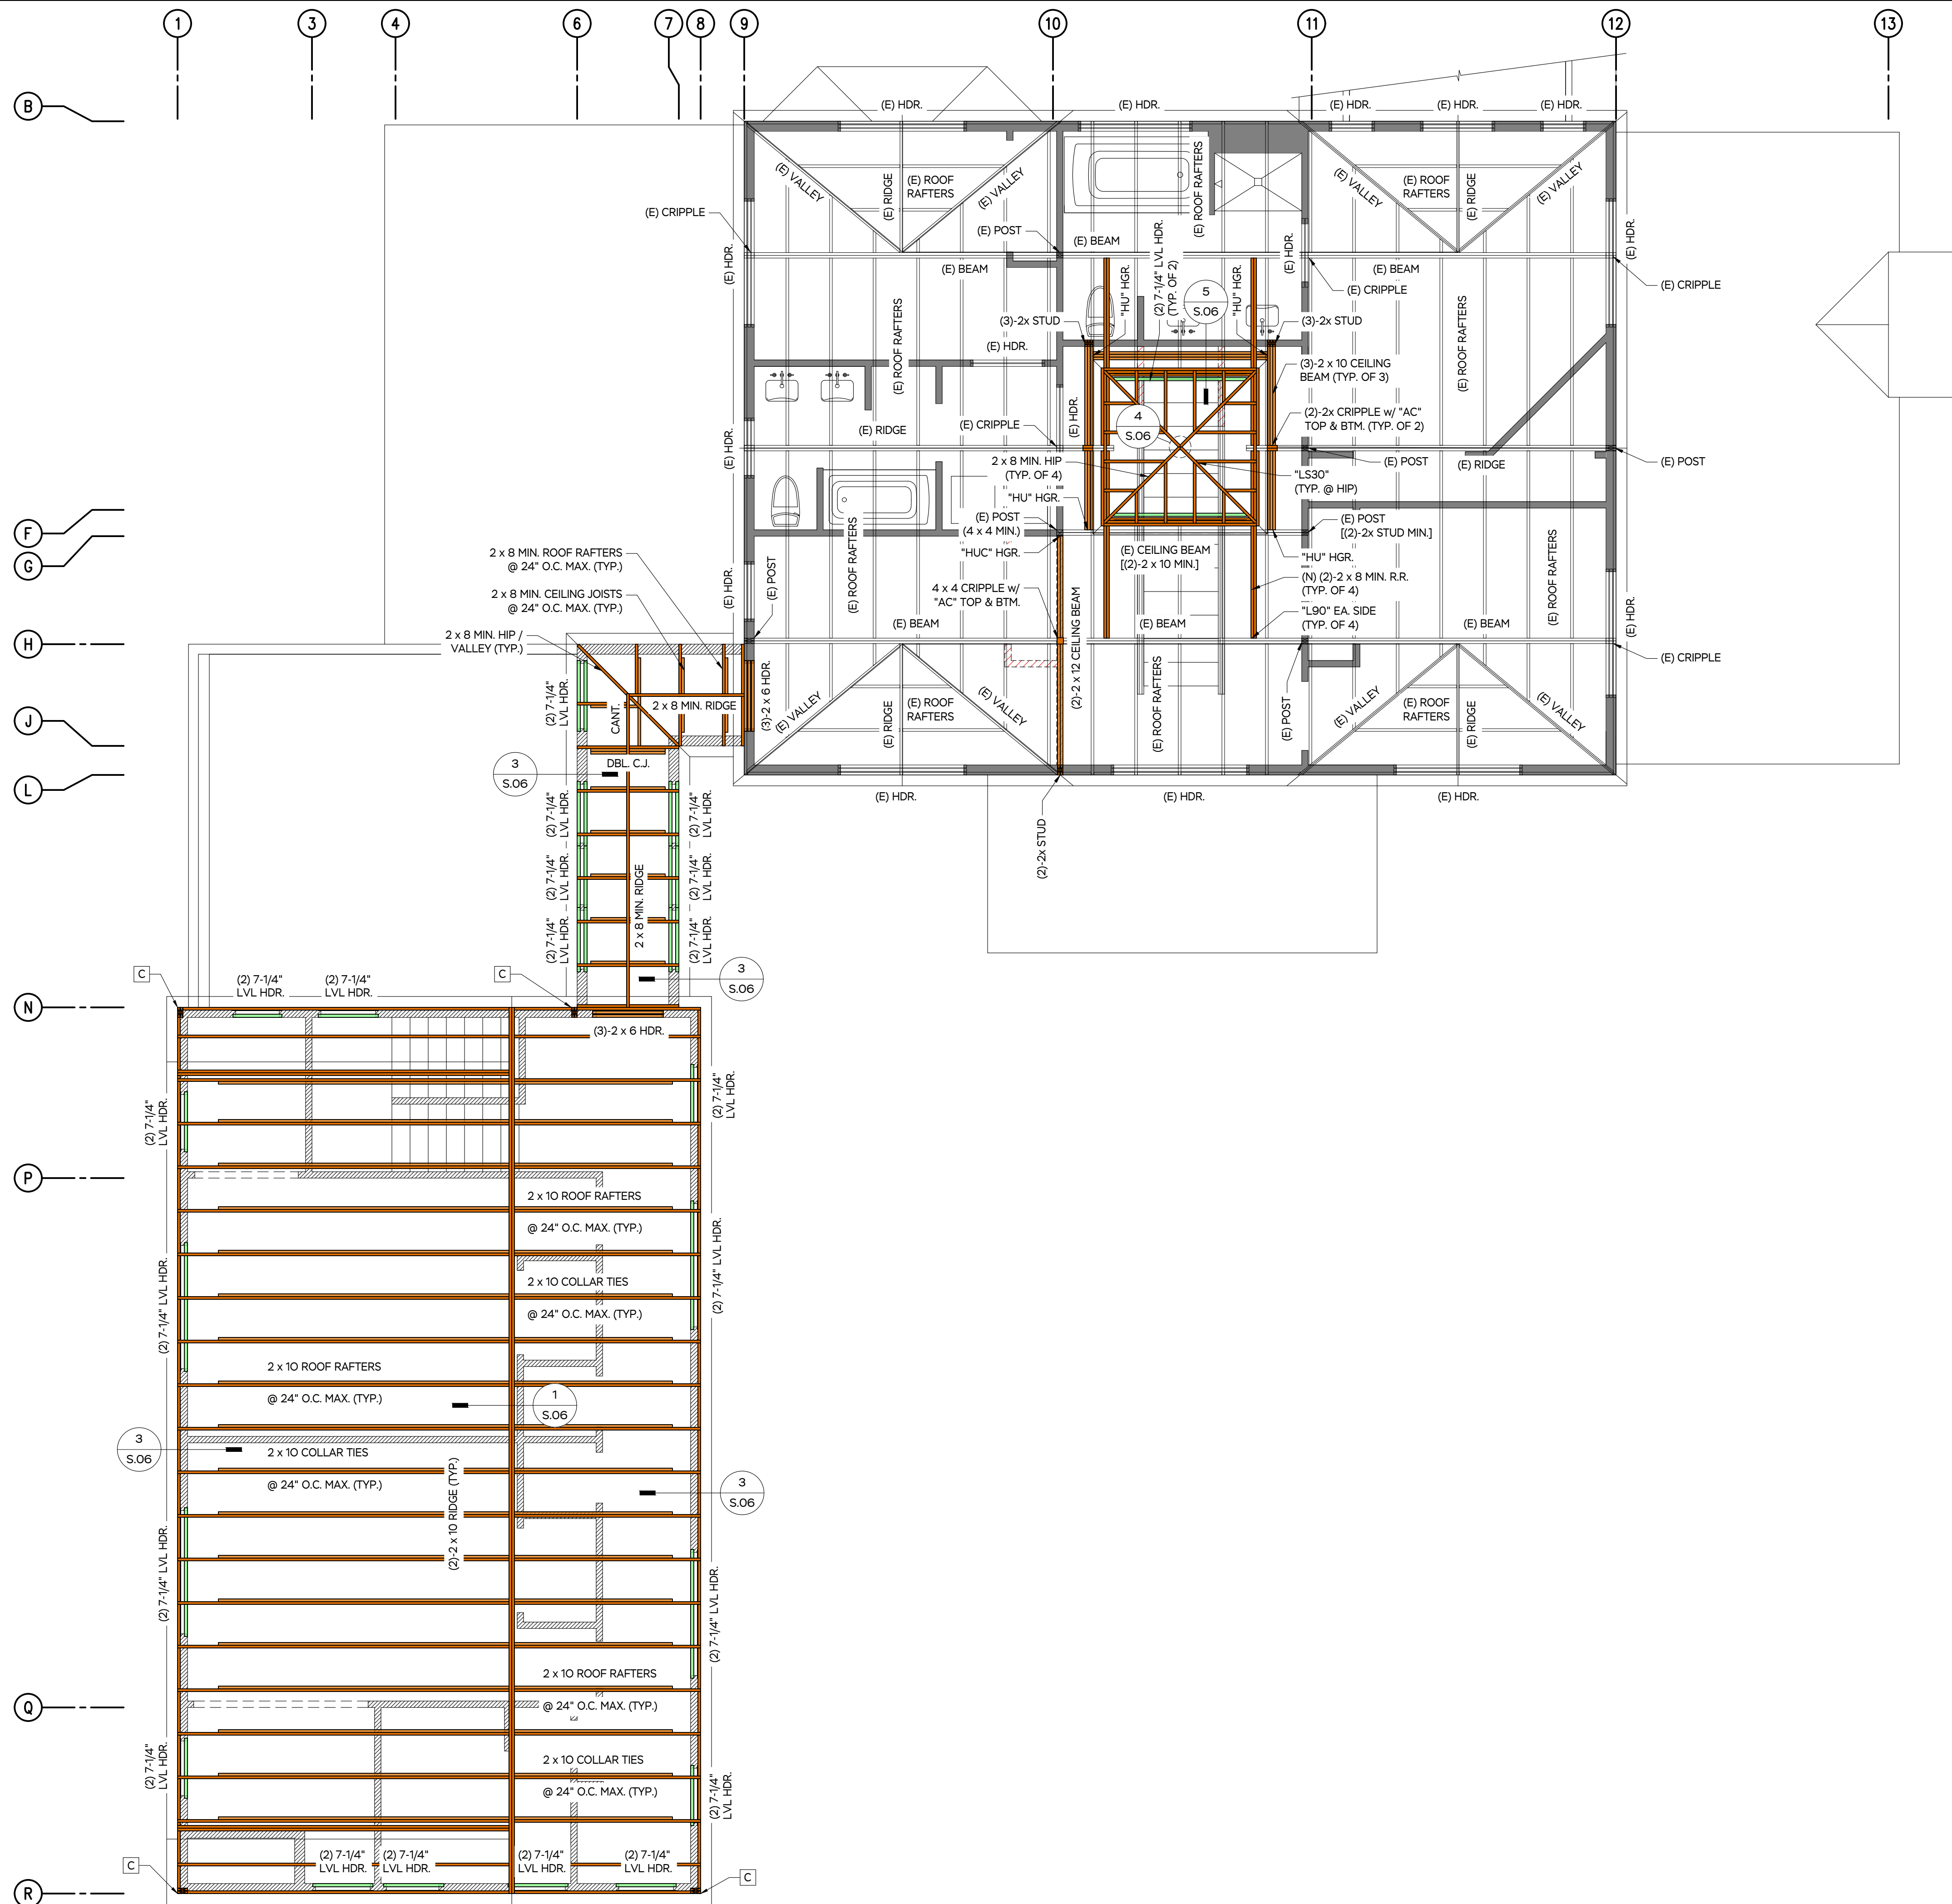 1
3
4
6
7
8
9
10
11
12
13
B
F
G
H
J
L
N
P
Q
R
(E) HDR.
(E) HDR.
(E) HDR.
(E) HDR.
(E) HDR.
(E) VALLEY
(E) RIDGE
(E) ROOF
RAFTERS
(E) VALLEY
(E) ROOF RAFTERS
(E) VALLEY
(E) ROOF
RAFTERS
(E) RIDGE
(E) VALLEY
(E) CRIPPLE
(E) POST
(E) BEAM
(E) HDR.
(E) HDR.
(E) HDR.
(E) BEAM
(E) BEAM
(E) CRIPPLE
(E) CRIPPLE
"HU" HGR.
(2) 7-1/4" LVL HDR.
(TYP. OF 2)
5
S.06
"HU" HGR.
(3)-2x STUD
(3)-2x STUD
(E) ROOF RAFTERS
(E) ROOF RAFTERS
(E) HDR.
(3)-2 x 10 CEILING
BEAM (TYP. OF 3)
(E) HDR.
(E) RIDGE
(E) CRIPPLE
(E) HDR.
4
S.06
(2)-2x CRIPPLE w/ "AC"
TOP & BTM. (TYP. OF 2)
2 x 8 MIN. HIP
(TYP. OF 4)
"LS30"
(TYP. @ HIP)
(E) POST
(E) RIDGE
(E) POST
"HU" HGR.
(E) POST
(4 x 4 MIN.)
(E) POST
[(2)-2x STUD MIN.]
"HUC" HGR.
(E) CEILING BEAM
[(2)-2 x 10 MIN.]
"HU" HGR.
(N) (2)-2 x 8 MIN. R.R.
(TYP. OF 4)
4 x 4 CRIPPLE w/
"AC" TOP & BTM.
"L90" EA. SIDE
(TYP. OF 4)
2 x 8 MIN. ROOF RAFTERS
@ 24" O.C. MAX. (TYP.)
2 x 8 MIN. CEILING JOISTS
@ 24" O.C. MAX. (TYP.)
2 x 8 MIN. HIP /
VALLEY (TYP.)
(E) HDR.
(E) POST
(E) ROOF RAFTERS
(E) BEAM
(2)-2 x 12 CEILING BEAM
(E) BEAM
(E) BEAM
(E) ROOF RAFTERS
(E) HDR.
(E) CRIPPLE
(2) 7-1/4"
LVL HDR.
CANT.
2 x 8 MIN. RIDGE
(3)-2 x 6 HDR.
(E) VALLEY
(E) RIDGE
(E) ROOF
RAFTERS
(E) VALLEY
(E) ROOF RAFTERS
(E) POST
(E) VALLEY
(E) ROOF
RAFTERS
(E) RIDGE
(E) VALLEY
DBL. C.J.
3
S.06
(E) HDR.
(E) HDR.
(E) HDR.
(2)-2x STUD
(2) 7-1/4"
LVL HDR.
(2) 7-1/4"
LVL HDR.
(2) 7-1/4"
LVL HDR.
(2) 7-1/4"
LVL HDR.
2 x 8 MIN. RIDGE
(2) 7-1/4"
LVL HDR.
(2) 7-1/4"
LVL HDR.
3
S.06
C
(2) 7-1/4"
LVL HDR.
(2) 7-1/4"
LVL HDR.
C
(3)-2 x 6 HDR.
(2) 7-1/4"
LVL HDR.
(2) 7-1/4"
LVL HDR.
2 x 10 ROOF RAFTERS
@ 24" O.C. MAX. (TYP.)
2 x 10 COLLAR TIES
@ 24" O.C. MAX. (TYP.)
(2) 7-1/4" LVL HDR.
(2) 7-1/4" LVL HDR.
2 x 10 ROOF RAFTERS
@ 24" O.C. MAX. (TYP.)
1
S.06
3
S.06
2 x 10 COLLAR TIES
@ 24" O.C. MAX. (TYP.)
(2)-2 x 10 RIDGE (TYP.)
3
S.06
(2) 7-1/4" LVL HDR.
(2) 7-1/4" LVL HDR.
2 x 10 ROOF RAFTERS
@ 24" O.C. MAX. (TYP.)
2 x 10 COLLAR TIES
@ 24" O.C. MAX. (TYP.)
(2) 7-1/4"
LVL HDR.
(2) 7-1/4"
LVL HDR.
C
(2) 7-1/4"
LVL HDR.
(2) 7-1/4"
LVL HDR.
(2) 7-1/4"
LVL HDR.
(2) 7-1/4"
LVL HDR.
C